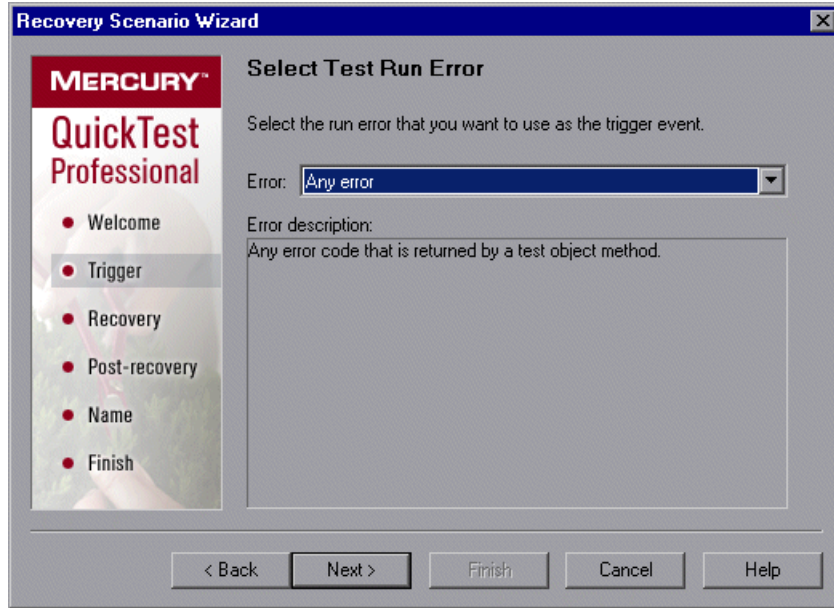 Recovery Scenario Wizard
MERCURY™
QuickTest
Professional
Welcome
Trigger
Recovery
Post-recovery
Name
Finish
Select Test Run Error
Select the run error that you want to use as the trigger event.
Error: Any error
Error description:
Any error code that is returned by a test object method.
< Back Next > Finish Cancel Help